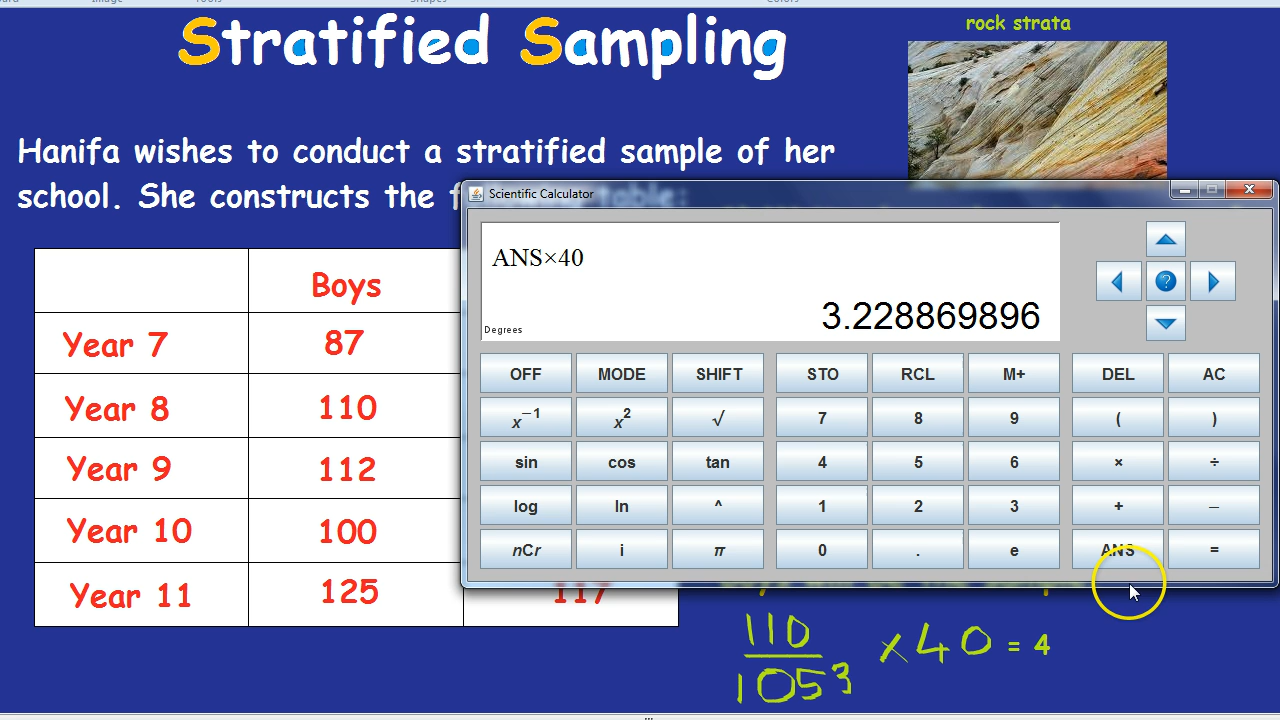 Stratified Sampling
rock strata
Hanifa wishes to conduct a stratified sample of her
school. She constructs the table:
Scientific Calculator
ANS×40
3.228869896
Degrees
OFF MODE SHIFT STO RCL M+ DEL AC
x⁻¹ x² √ 7 8 9 ( )
sin cos tan 4 5 6 × ÷
log ln ^ 1 2 3 + –
nCr i π 0 . e ANS =
Boys
Year 7 87
Year 8 110
Year 9 112
Year 10 100
Year 11 125 117
110
1053 ×40 = 4